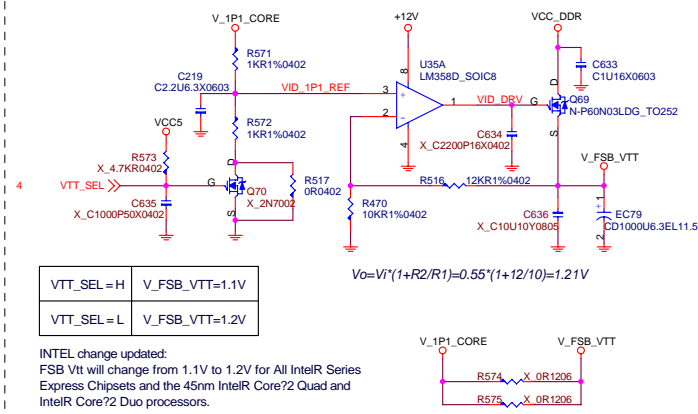 V_1P1_CORE
+12V
VCC_DDR
R571
1KR1%0402
U35A
LM358D_SOIC8
C633
C1U16X0603
C219
C2.2U6.3X0603
VID_1P1_REF
8
3
+
1
VID_DRV
2
-
4
D
G
S
Q69
N-P60N03LDG_TO252
R572
1KR1%0402
C634
X_C2200P16X0402
VCC5
V_FSB_VTT
R573
X_4.7KR0402
4
VTT_SEL
D
G
S
Q70
X_2N7002
R517
0R0402
R516
12KR1%0402
C635
X_C1000P50X0402
R470
10KR1%0402
C636
X_C10U10Y0805
+
1
2
EC79
CD1000U6.3EL11.5
VTT_SEL = H V_FSB_VTT=1.1V
VTT_SEL = L V_FSB_VTT=1.2V
Vo=Vi*(1+R2/R1)=0.55*(1+12/10)=1.21V
INTEL change updated:
FSB Vtt will change from 1.1V to 1.2V for All IntelR Series
Express Chipsets and the 45nm IntelR Core?2 Quad and
IntelR Core?2 Duo processors.
V_1P1_CORE
V_FSB_VTT
R574 X_0R1206
R575 X_0R1206